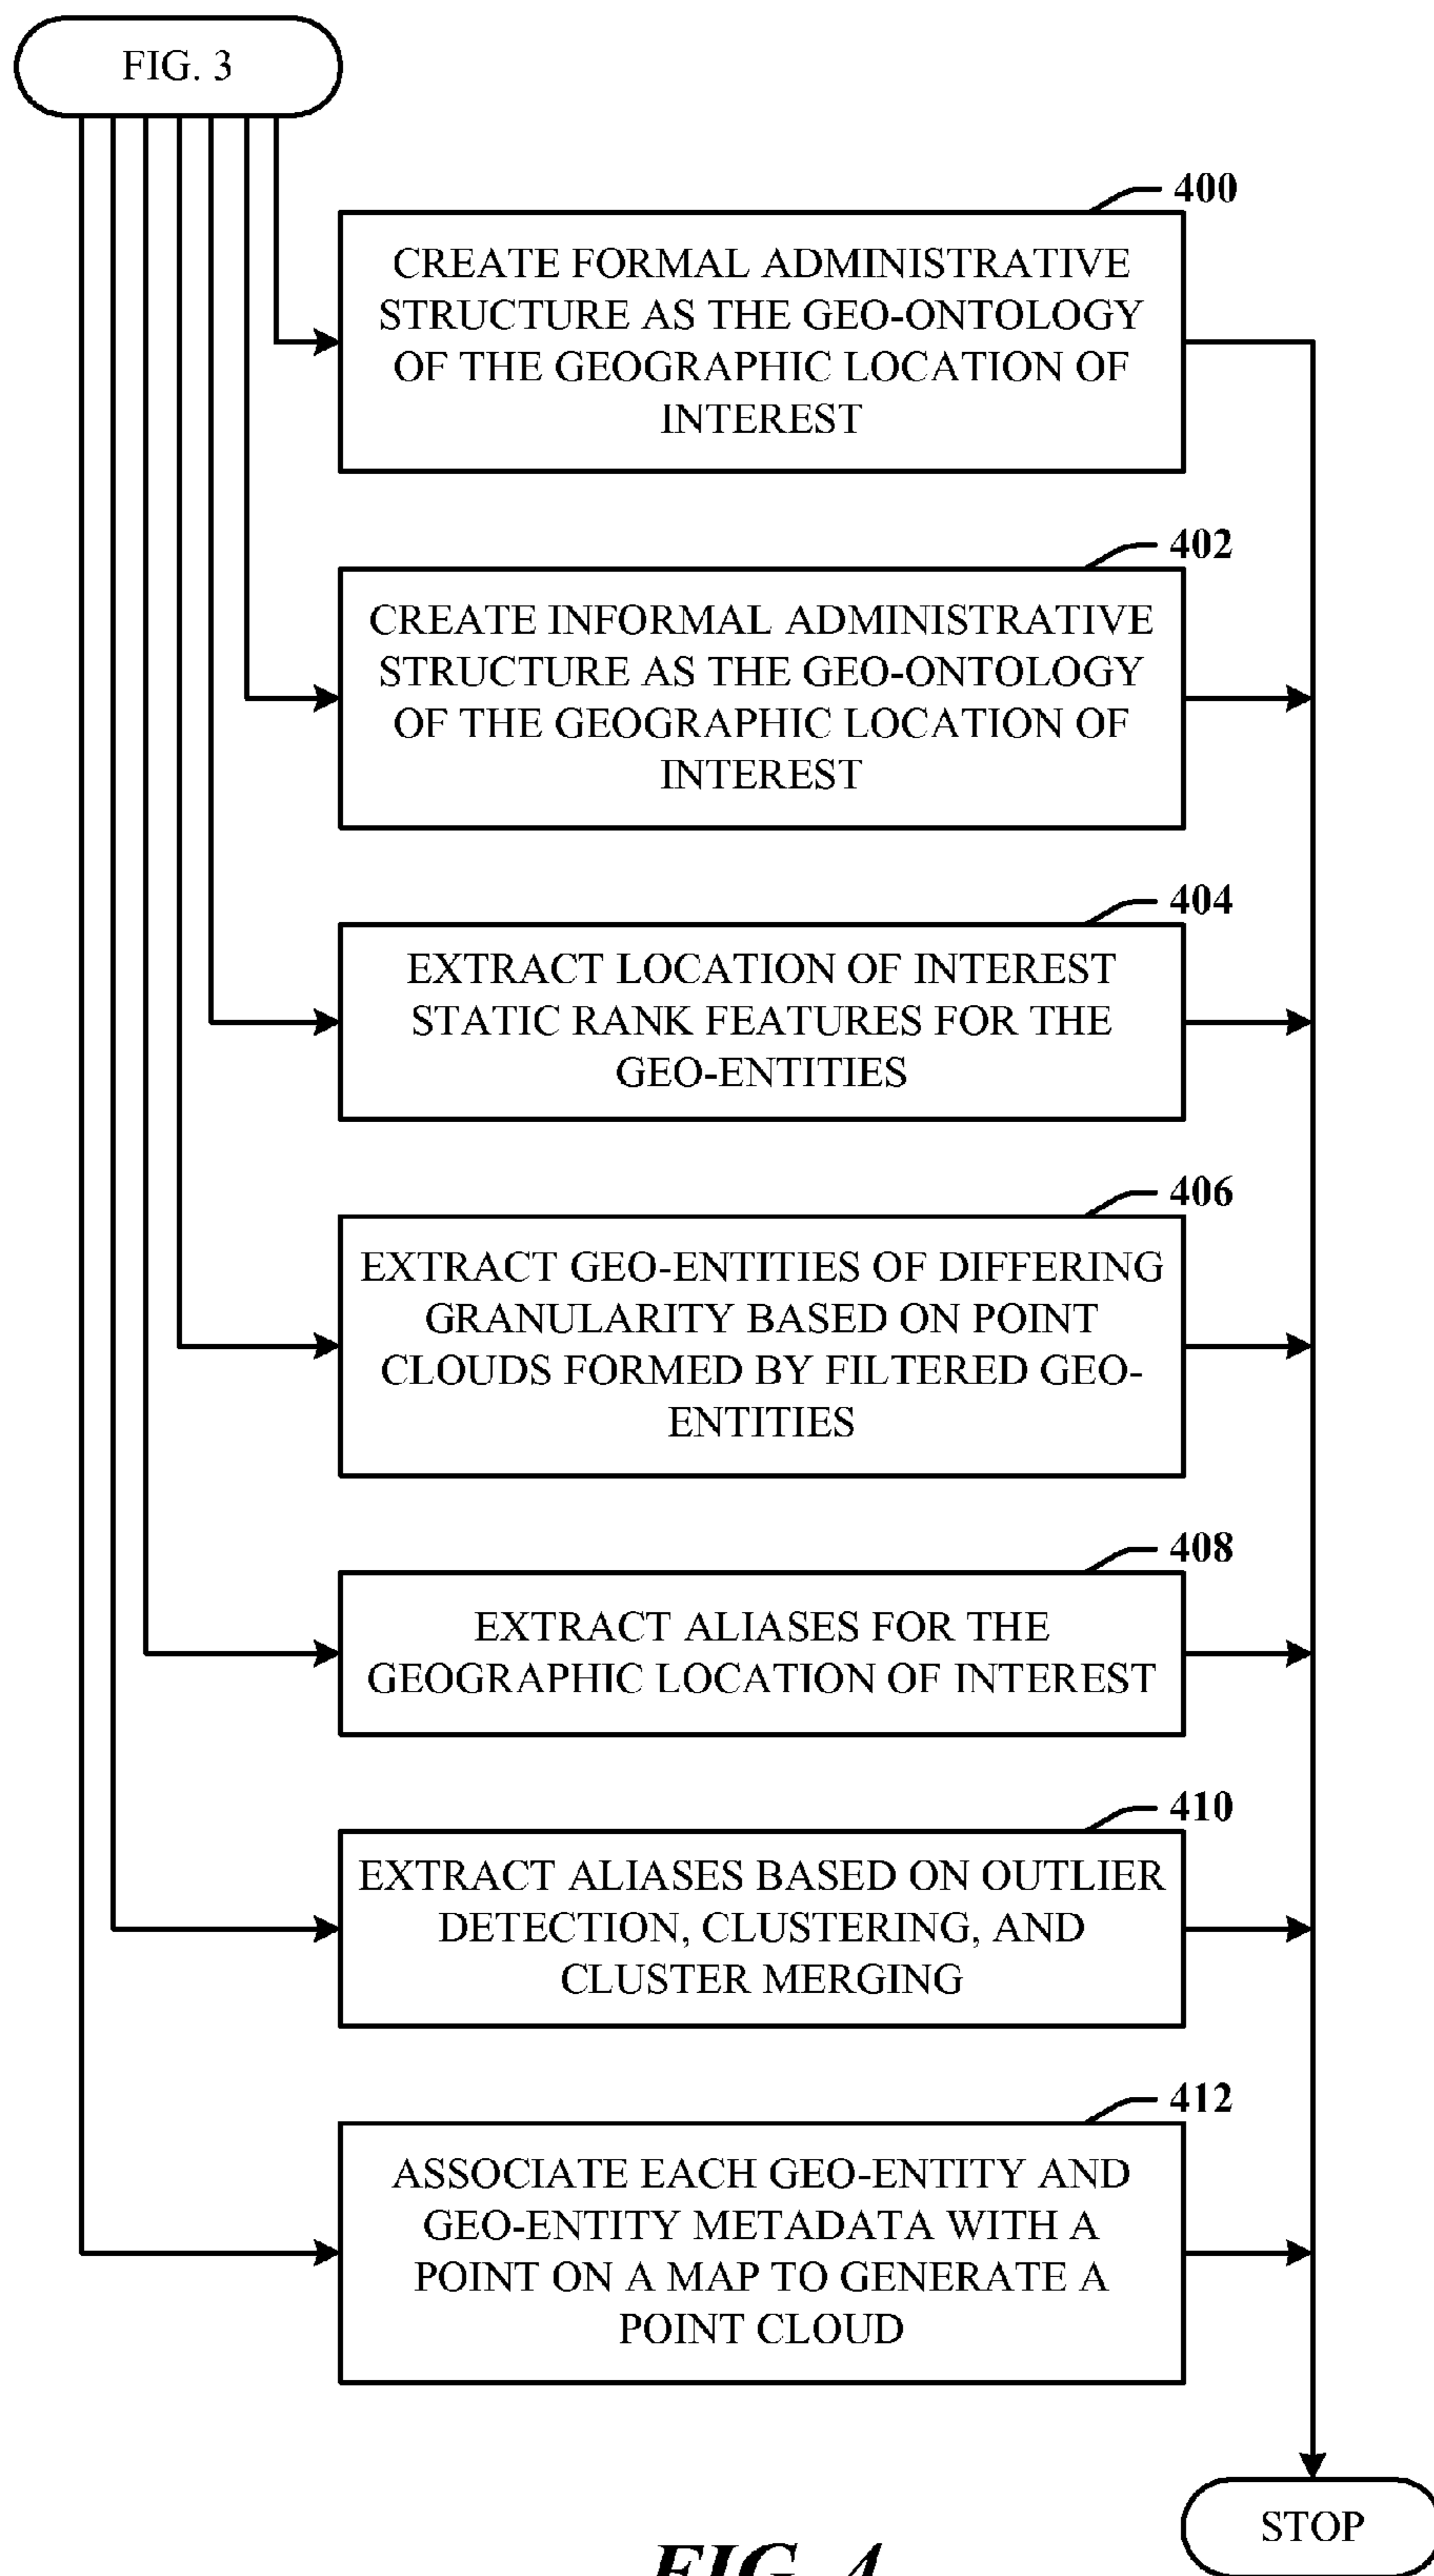 FIG. 3
400
CREATE FORMAL ADMINISTRATIVE
STRUCTURE AS THE GEO-ONTOLOGY
OF THE GEOGRAPHIC LOCATION OF
INTEREST
402
CREATE INFORMAL ADMINISTRATIVE
STRUCTURE AS THE GEO-ONTOLOGY
OF THE GEOGRAPHIC LOCATION OF
INTEREST
404
EXTRACT LOCATION OF INTEREST
STATIC RANK FEATURES FOR THE
GEO-ENTITIES
406
EXTRACT GEO-ENTITIES OF DIFFERING
GRANULARITY BASED ON POINT
CLOUDS FORMED BY FILTERED GEO-
ENTITIES
408
EXTRACT ALIASES FOR THE
GEOGRAPHIC LOCATION OF INTEREST
410
EXTRACT ALIASES BASED ON OUTLIER
DETECTION, CLUSTERING, AND
CLUSTER MERGING
412
ASSOCIATE EACH GEO-ENTITY AND
GEO-ENTITY METADATA WITH A
POINT ON A MAP TO GENERATE A
POINT CLOUD
STOP
FIG. 4